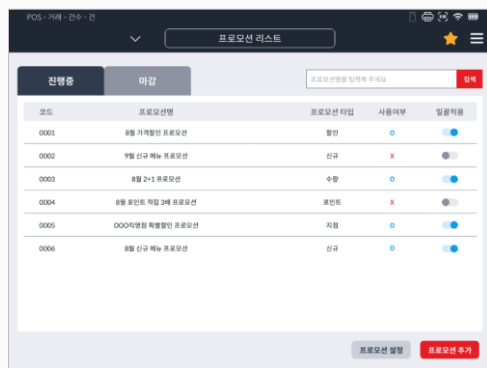 POS - 거래 - 건수 - 건
프로모션 리스트
진행중 마감 프로모션명을 입력해 주세요 검색
코드 프로모션명 프로모션 타입 사용여부 일괄적용
0001 8월 가격할인 프로모션 할인 O
0002 9월 신규 메뉴 프로모션 신규 X
0003 8월 2+1 프로모션 수량 O
0004 8월 포인트 적립 3배 프로모션 포인트 X
0005 OOO직영점 특별할인 프로모션 지점 O
0006 8월 신규 메뉴 프로모션 신규 O
프로모션 설정 프로모션 추가